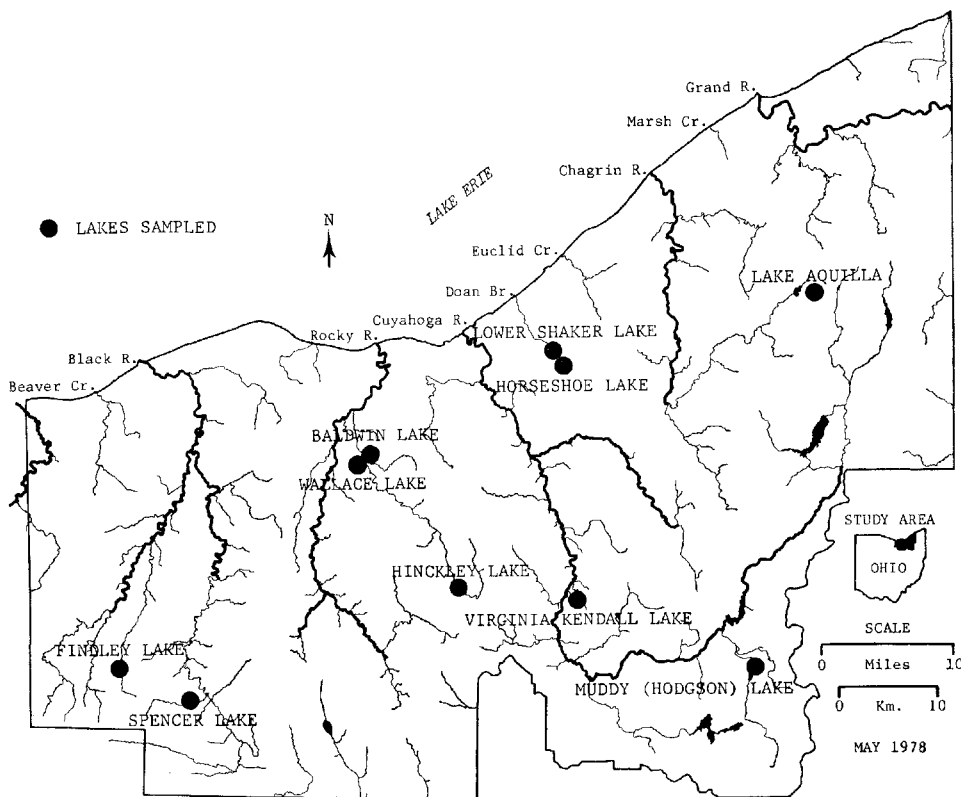 Grand R.
Marsh Cr.
Chagrin R.
LAKE ERIE
N
LAKES SAMPLED
Euclid Cr.
LAKE AQUILLA
Doan Br.
Cuyahoga R.
LOWER SHAKER LAKE
Rocky R.
Black R.
HORSESHOE LAKE
Beaver Cr.
BALDWIN LAKE
WALLACE LAKE
STUDY AREA
OHIO
HINCKLEY LAKE
VIRGINIA KENDALL LAKE
SCALE
0 10
Miles
FINDLEY LAKE
MUDDY (HODGSON) LAKE
0 Km. 10
SPENCER LAKE
MAY 1978